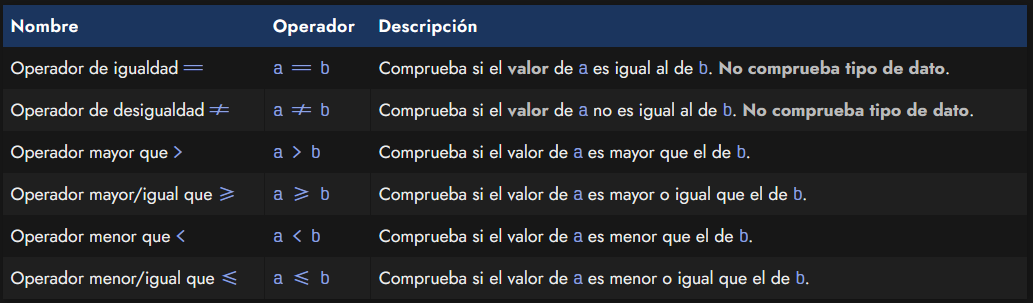 Nombre Operador Descripción
Operador de igualdad == a == b Comprueba si el valor de a es igual al de b. No comprueba tipo de dato.
Operador de desigualdad != a != b Comprueba si el valor de a no es igual al de b. No comprueba tipo de dato.
Operador mayor que > a > b Comprueba si el valor de a es mayor que el de b.
Operador mayor/igual que >= a >= b Comprueba si el valor de a es mayor o igual que el de b.
Operador menor que < a < b Comprueba si el valor de a es menor que el de b.
Operador menor/igual que <= a <= b Comprueba si el valor de a es menor o igual que el de b.